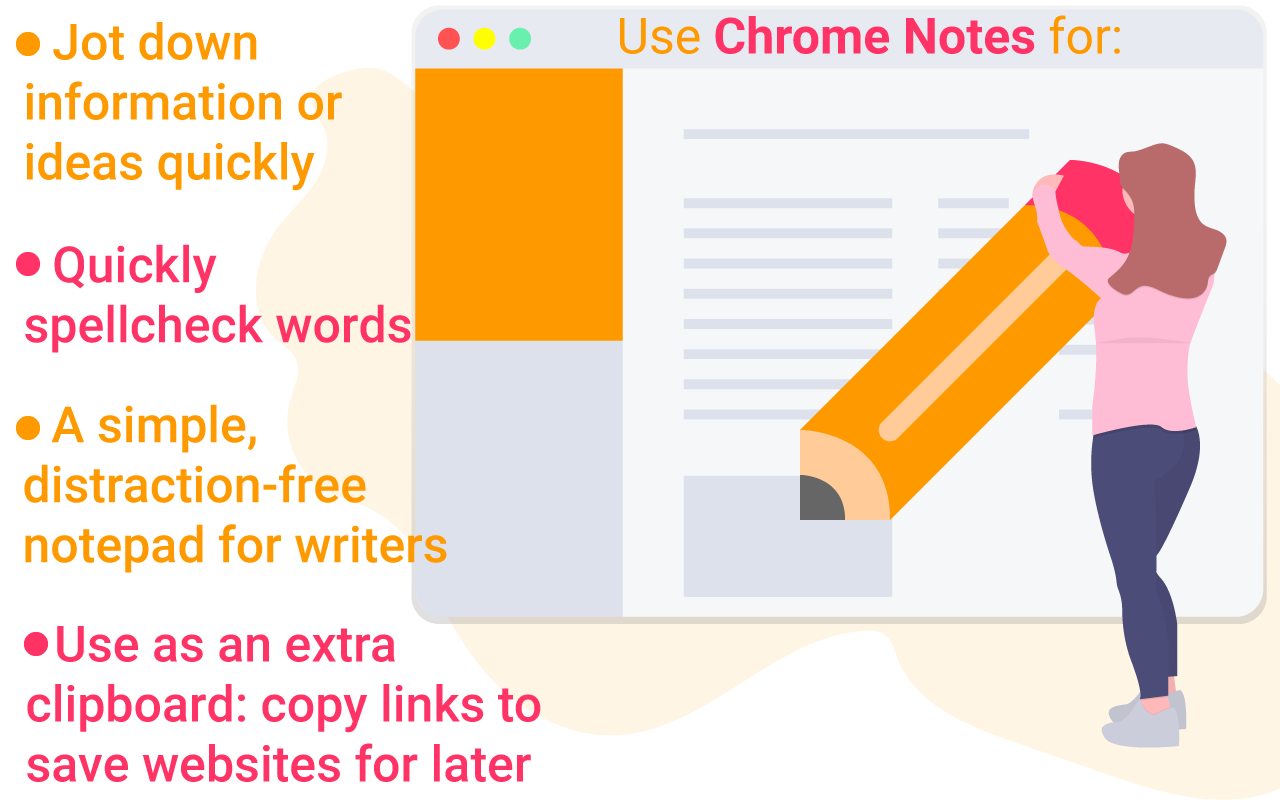 Use Chrome Notes for:
• Jot down
information or
ideas quickly
• Quickly
spellcheck words
• A simple,
distraction-free
notepad for writers
• Use as an extra
clipboard: copy links to
save websites for later